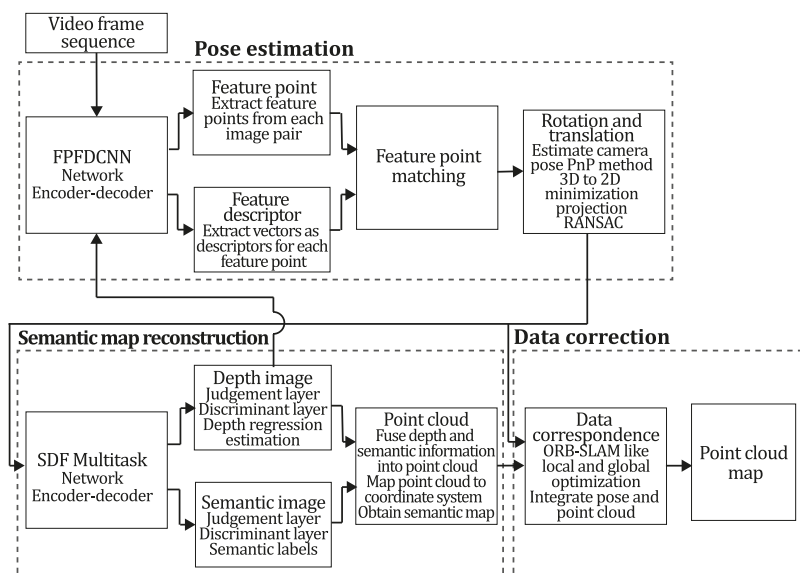 Video frame
sequence
Pose estimation
FPFDCNN
Network
Encoder-decoder
Feature point
Extract feature
points from each
image pair
Feature
descriptor
Extract vectors as
descriptors for each
feature point
Feature point
matching
Rotation and
translation
Estimate camera
pose PnP method
3D to 2D
minimization
projection
RANSAC
Semantic map reconstruction
SDF Multitask
Network
Encoder-decoder
Depth image
Judgement layer
Discriminant layer
Depth regression
estimation
Semantic image
Judgement layer
Discriminant layer
Semantic labels
Point cloud
Fuse depth and
semantic information
into point cloud
Map point cloud to
coordinate system
Obtain semantic map
Data correction
Data
correspondence
ORB-SLAM like
local and global
optimization
Integrate pose and
point cloud
Point cloud
map